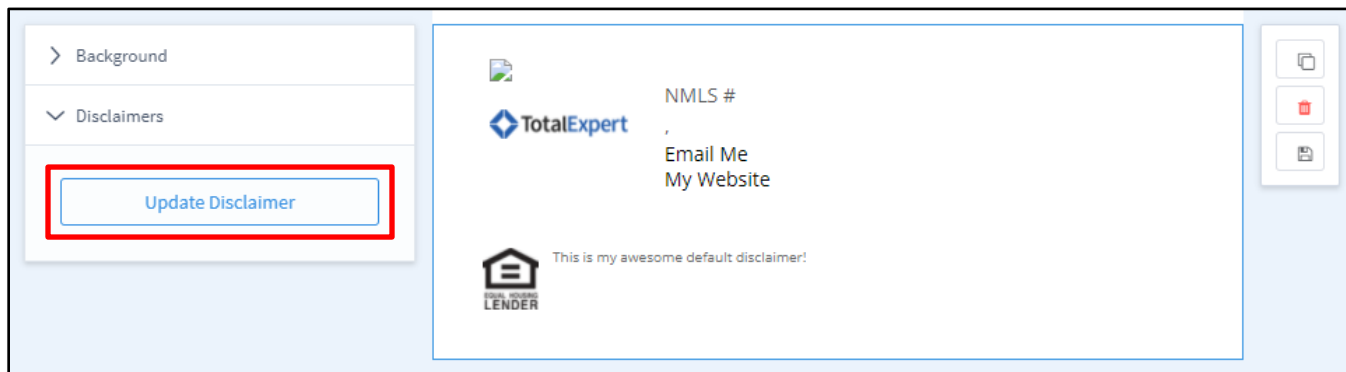 Background
Disclaimers
Update Disclaimer
TotalExpert
NMLS #
,
Email Me
My Website
EQUAL HOUSING
LENDER
This is my awesome default disclaimer!